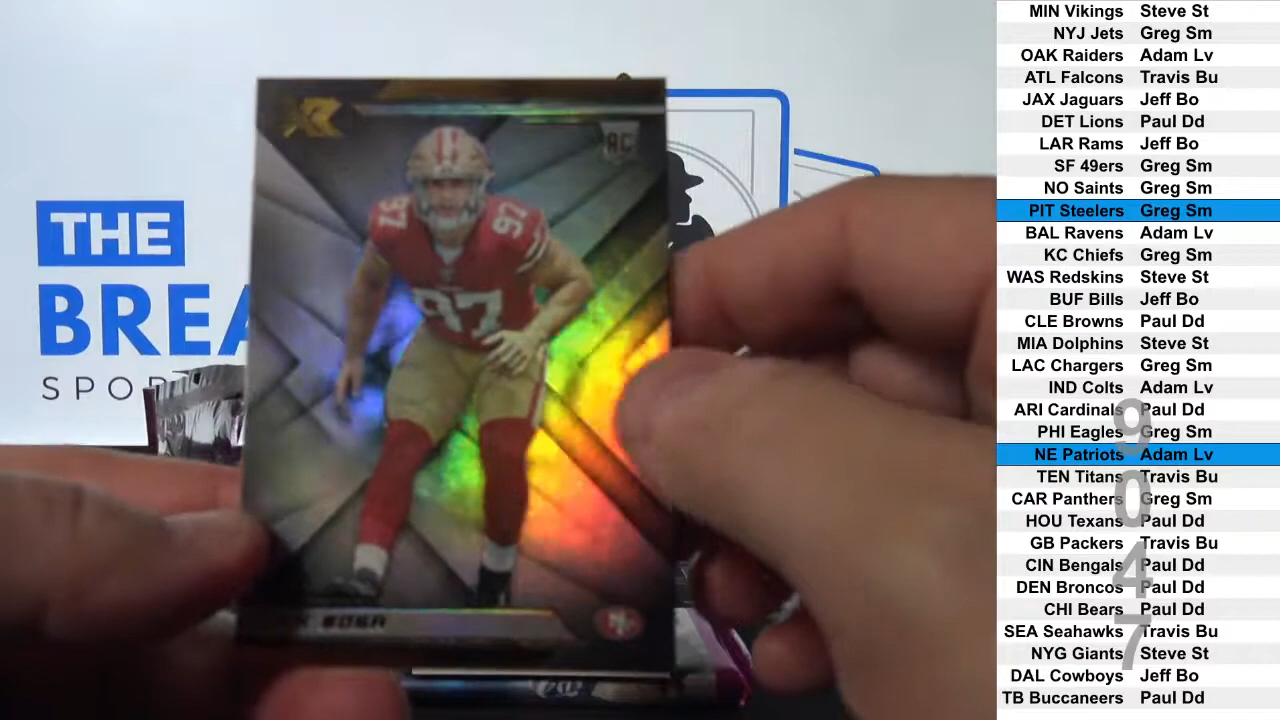 THE
BREA
SPORT
XR
RC
97
97
97
BOSA
MIN Vikings Steve St
NYJ Jets Greg Sm
OAK Raiders Adam Lv
ATL Falcons Travis Bu
JAX Jaguars Jeff Bo
DET Lions Paul Dd
LAR Rams Jeff Bo
SF 49ers Greg Sm
NO Saints Greg Sm
PIT Steelers Greg Sm
BAL Ravens Adam Lv
KC Chiefs Greg Sm
WAS Redskins Steve St
BUF Bills Jeff Bo
CLE Browns Paul Dd
MIA Dolphins Steve St
LAC Chargers Greg Sm
IND Colts Adam Lv
ARI Cardinals Paul Dd
PHI Eagles Greg Sm
NE Patriots Adam Lv
TEN Titans Travis Bu
CAR Panthers Greg Sm
HOU Texans Paul Dd
GB Packers Travis Bu
CIN Bengals Paul Dd
DEN Broncos Paul Dd
CHI Bears Paul Dd
SEA Seahawks Travis Bu
NYG Giants Steve St
DAL Cowboys Jeff Bo
TB Buccaneers Paul Dd
9047